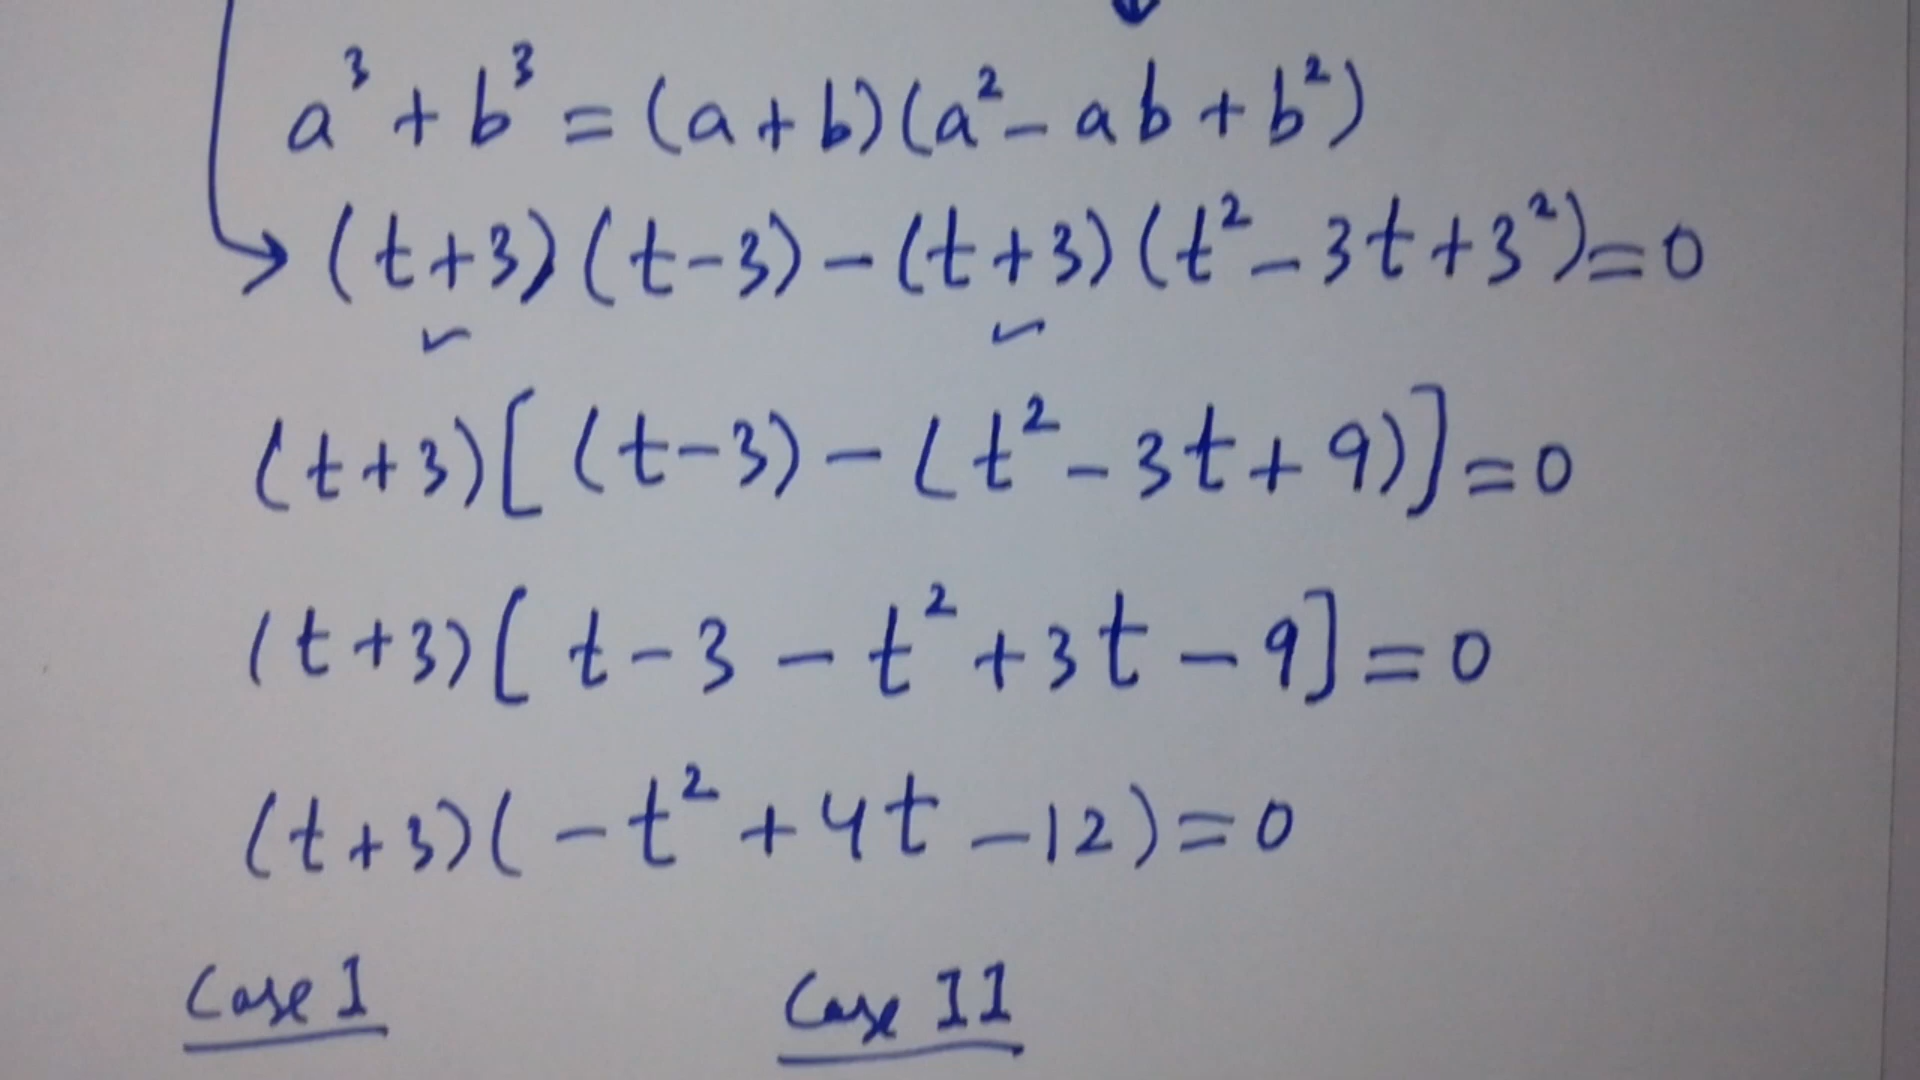 a³ + b³ = (a + b)(a² - ab + b²)
(t+3)(t-3) - (t+3)(t² - 3t + 3²) = 0
(t+3)[(t-3) - (t² - 3t + 9)] = 0
(t+3)[t - 3 - t² + 3t - 9] = 0
(t+3)(-t² + 4t - 12) = 0
Case I Case II